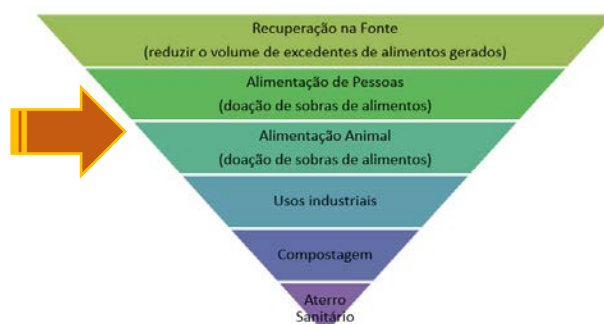 Recuperação na Fonte
(reduzir o volume de excedentes de alimentos gerados)
Alimentação de Pessoas
(doação de sobras de alimentos)
Alimentação Animal
(doação de sobras de alimentos)
Usos industriais
Compostagem
Aterro
Sanitário